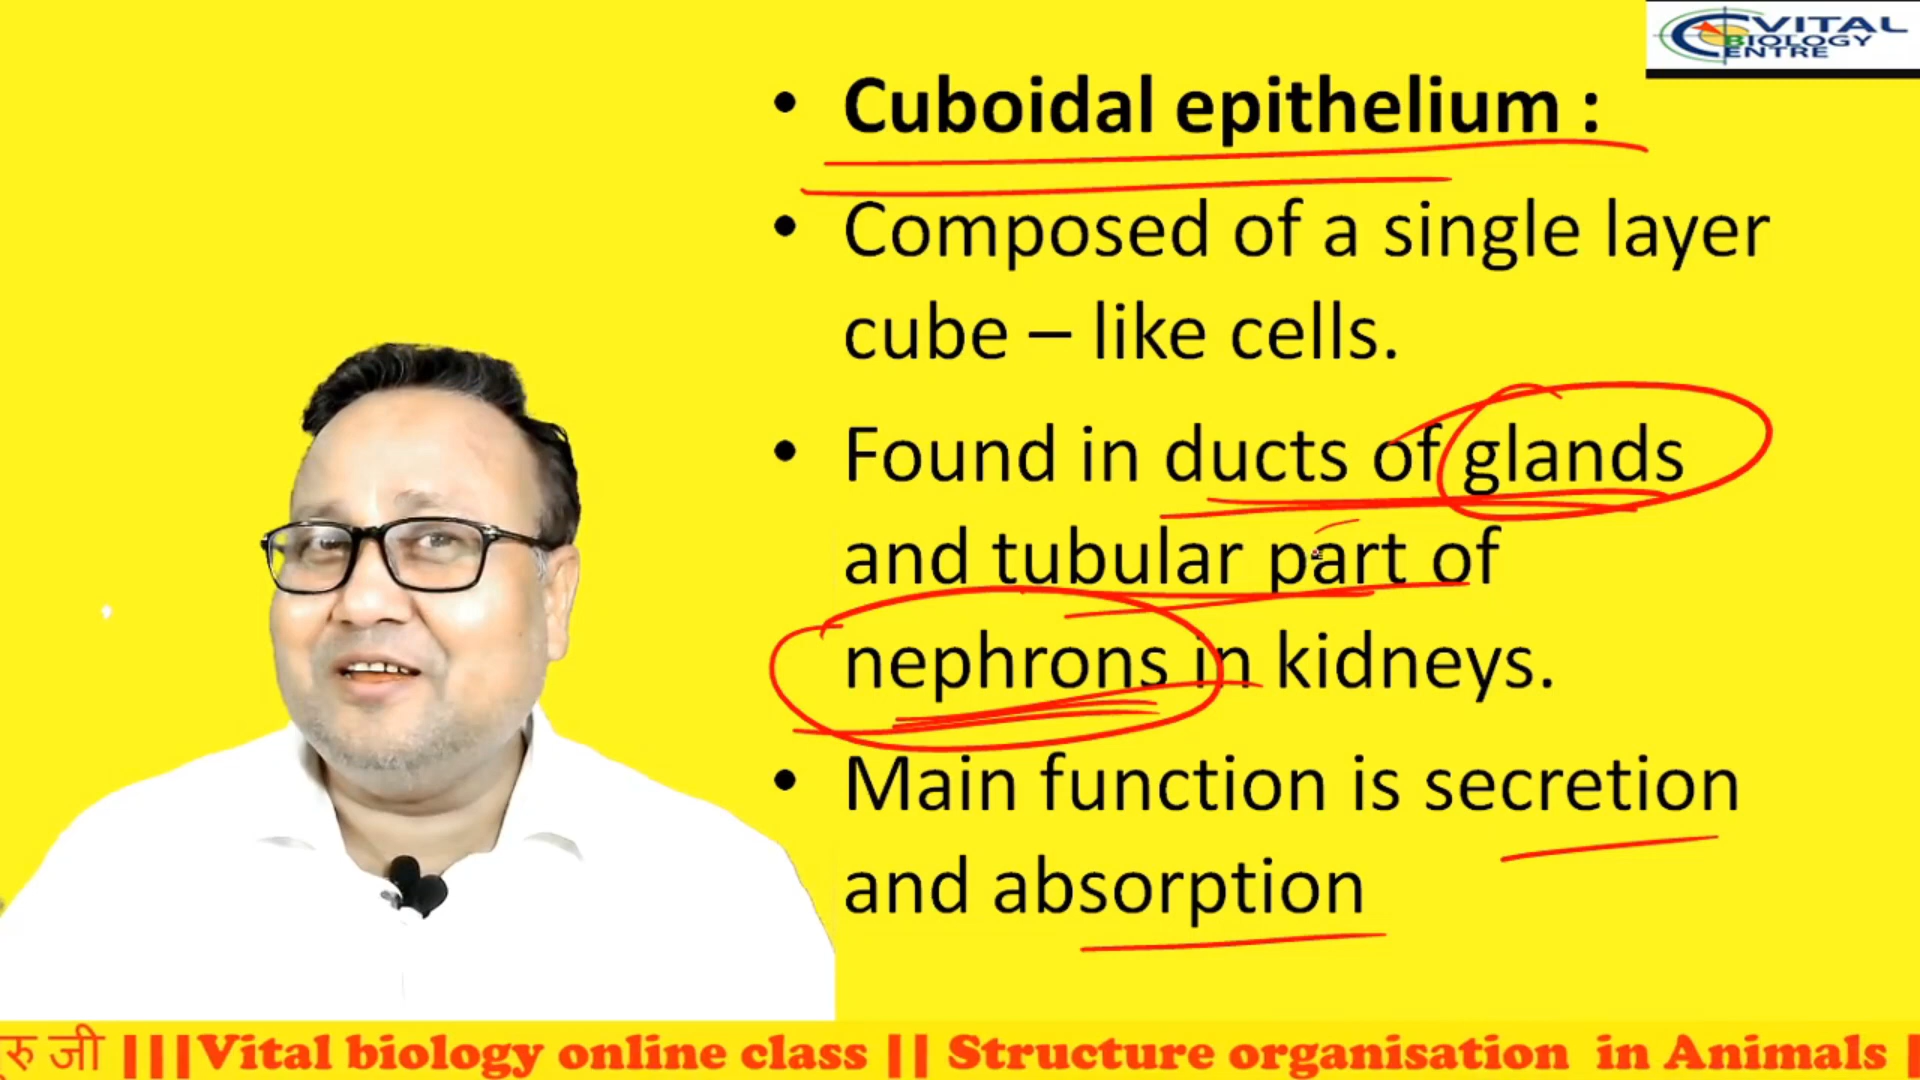 VITAL
BIOLOGY
CENTRE
• Cuboidal epithelium :
• Composed of a single layer
cube – like cells.
• Found in ducts of glands
and tubular part of
nephrons in kidneys.
• Main function is secretion
and absorption
जी |||Vital biology online class || Structure organisation in Animals |